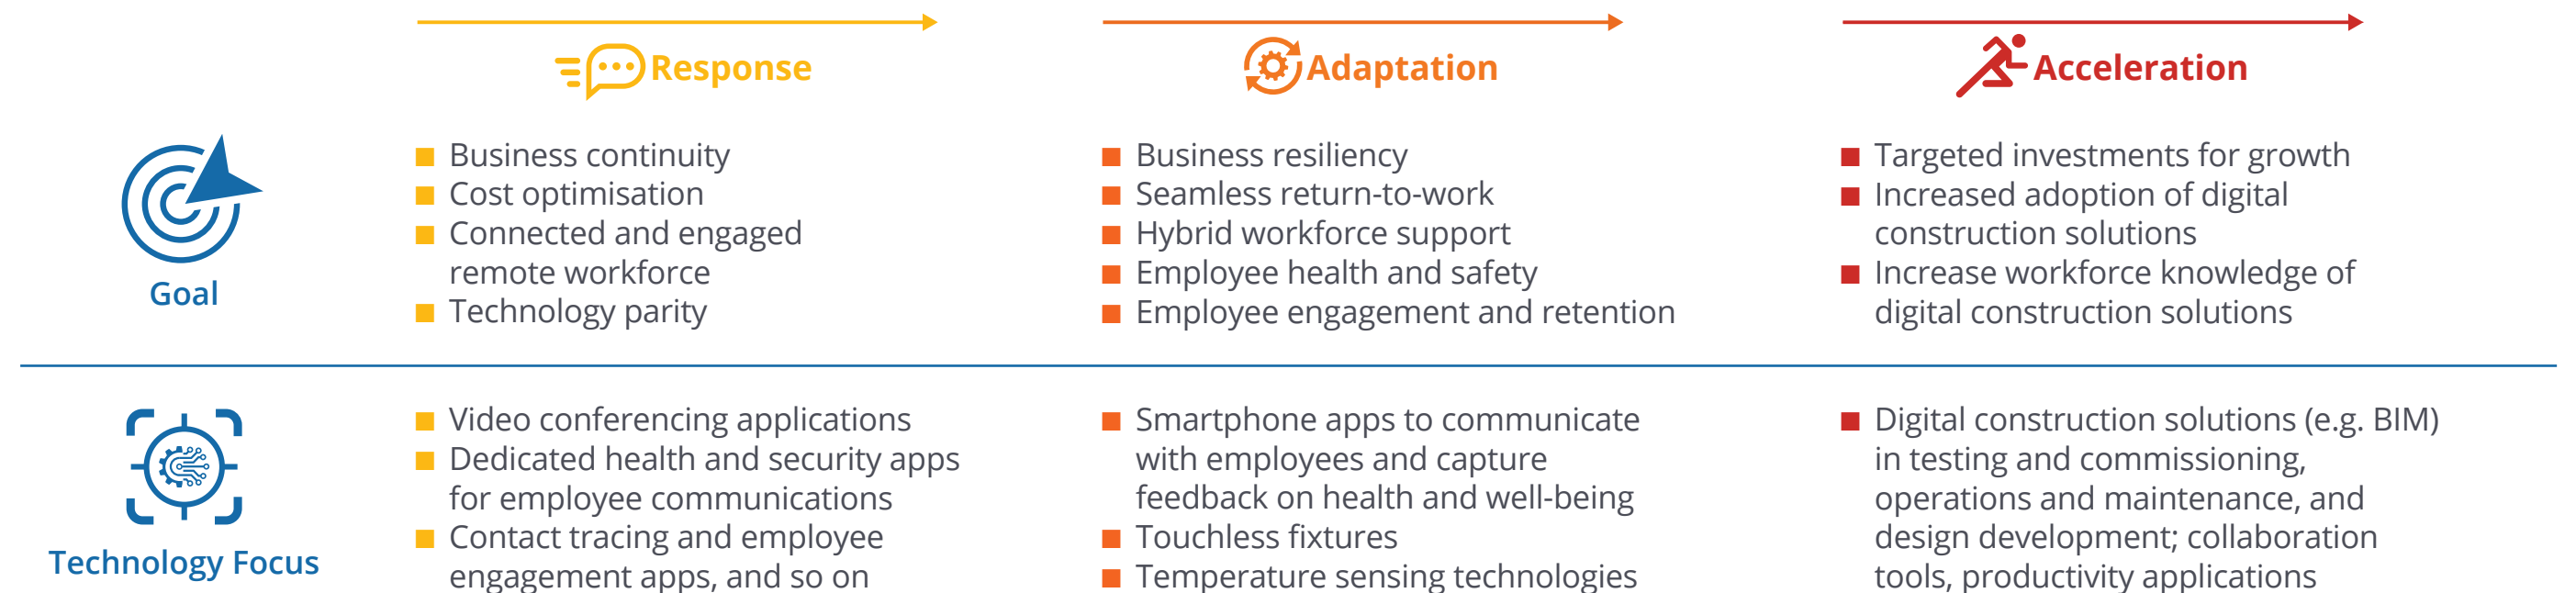 Response
Adaptation
Acceleration
Goal
Business continuity
Cost optimisation
Connected and engaged
remote workforce
Technology parity
Business resiliency
Seamless return-to-work
Hybrid workforce support
Employee health and safety
Employee engagement and retention
Targeted investments for growth
Increased adoption of digital
construction solutions
Increase workforce knowledge of
digital construction solutions
Technology Focus
Video conferencing applications
Dedicated health and security apps
for employee communications
Contact tracing and employee
engagement apps, and so on
Smartphone apps to communicate
with employees and capture
feedback on health and well-being
Touchless fixtures
Temperature sensing technologies
Digital construction solutions (e.g. BIM)
in testing and commissioning,
operations and maintenance, and
design development; collaboration
tools, productivity applications